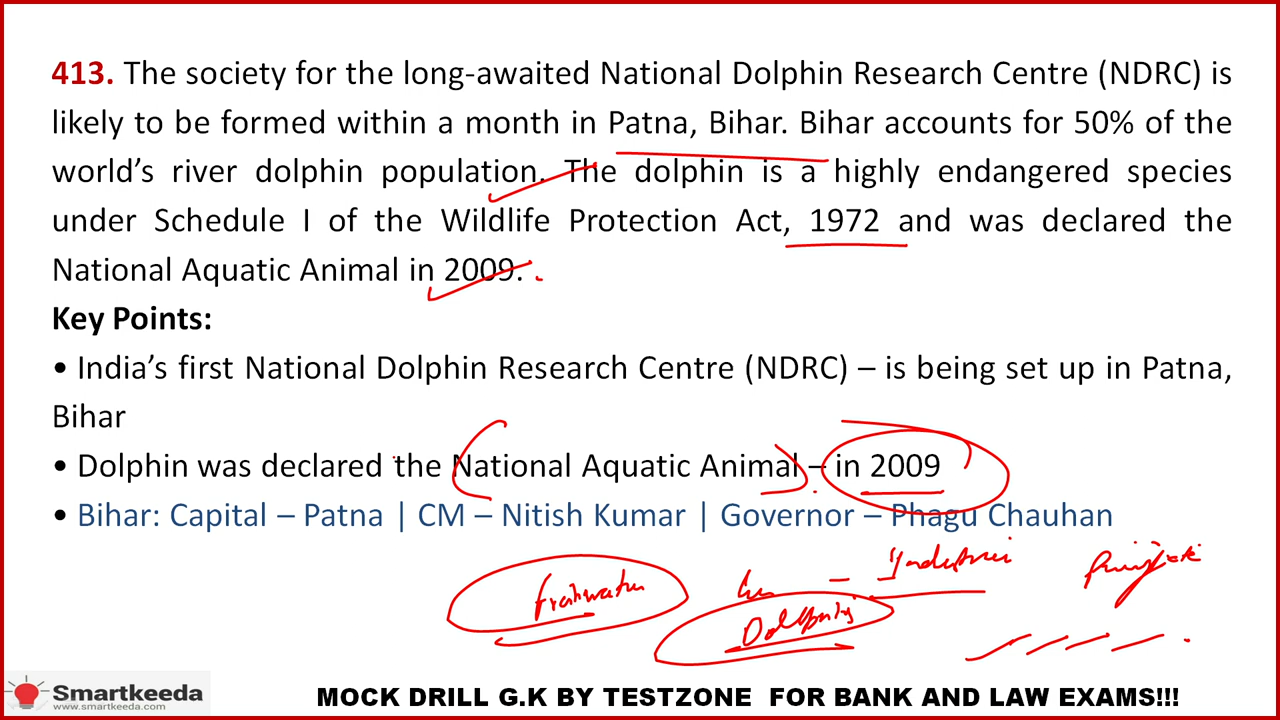 413. The society for the long-awaited National Dolphin Research Centre (NDRC) is
likely to be formed within a month in Patna, Bihar. Bihar accounts for 50% of the
world’s river dolphin population. The dolphin is a highly endangered species
under Schedule I of the Wildlife Protection Act, 1972 and was declared the
National Aquatic Animal in 2009.
Key Points:
• India’s first National Dolphin Research Centre (NDRC) – is being set up in Patna,
Bihar
• Dolphin was declared the National Aquatic Animal – in 2009
• Bihar: Capital – Patna | CM – Nitish Kumar | Governor – Phagu Chauhan
freshwater
Dolphin
Smartkeeda
www.smartkeeda.com
MOCK DRILL G.K BY TESTZONE FOR BANK AND LAW EXAMS!!!